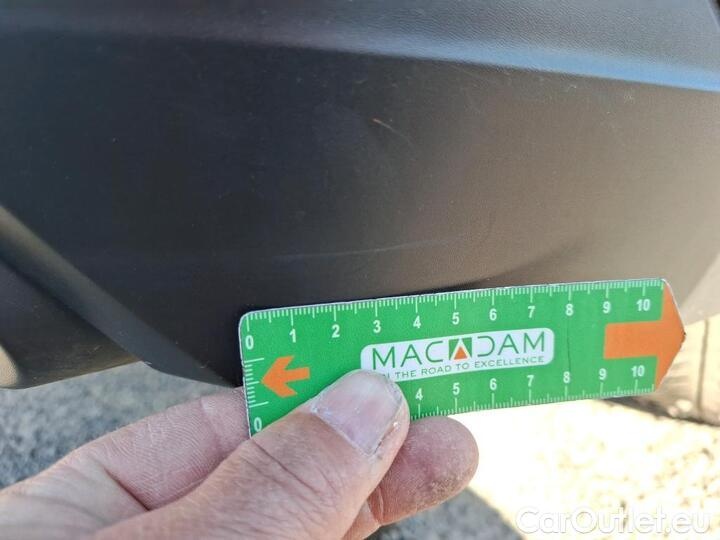 0 1 2 3 4 5 6 7 8 9 10
MACADAM
N THE ROAD TO EXCELLENCE
0 4 5 6 7 8 9 10
CarOutlet.eu